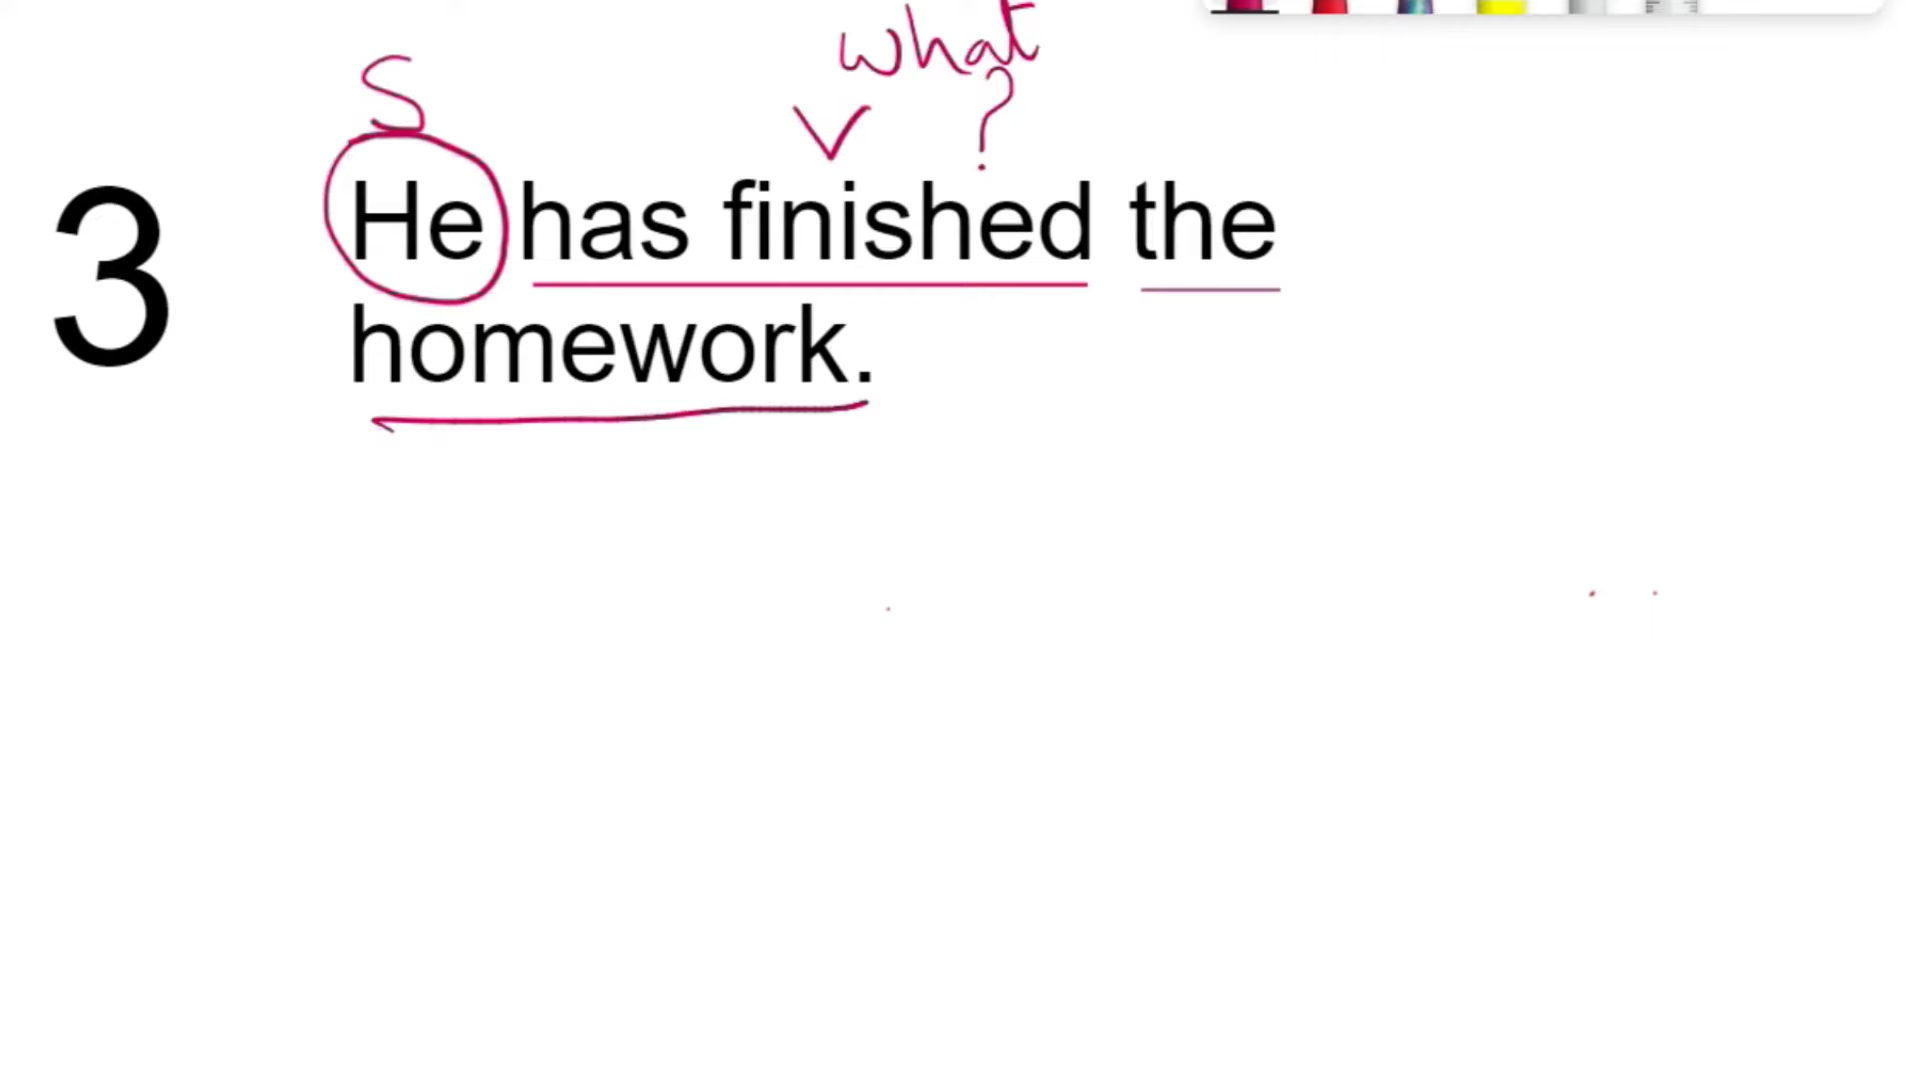 what
S
V ?
3 He has finished the
homework.